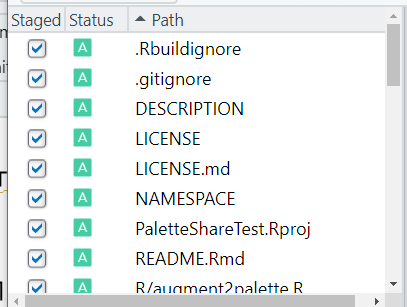 Staged Status Path
A .Rbuildignore
A .gitignore
A DESCRIPTION
A LICENSE
A LICENSE.md
A NAMESPACE
A PaletteShareTest.Rproj
A README.Rmd
A R/augment2palette.R